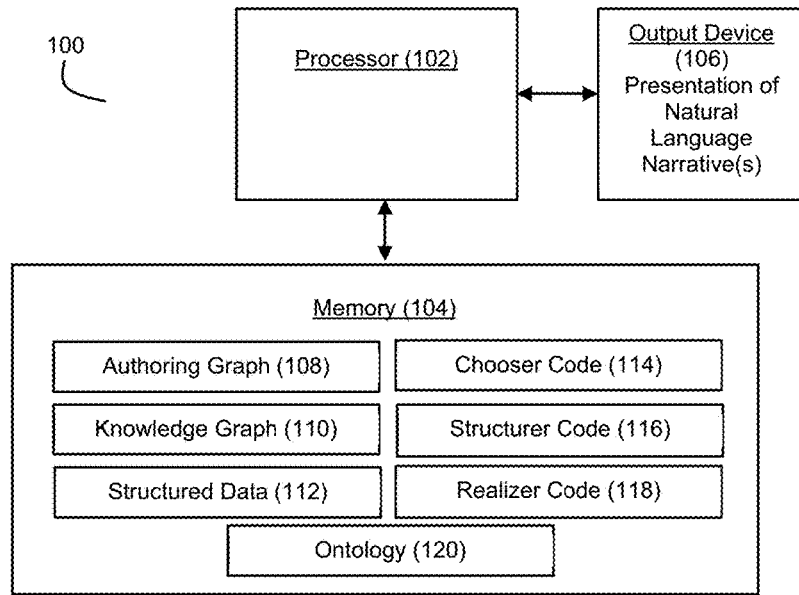 100
Processor (102)
Output Device
(106)
Presentation of
Natural
Language
Narrative(s)
Memory (104)
Authoring Graph (108)
Chooser Code (114)
Knowledge Graph (110)
Structurer Code (116)
Structured Data (112)
Realizer Code (118)
Ontology (120)